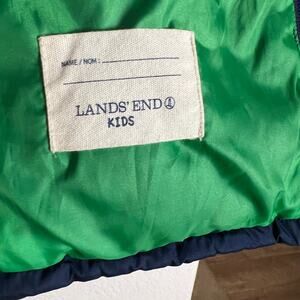 NAME / NOM:
LANDS' END
KIDS